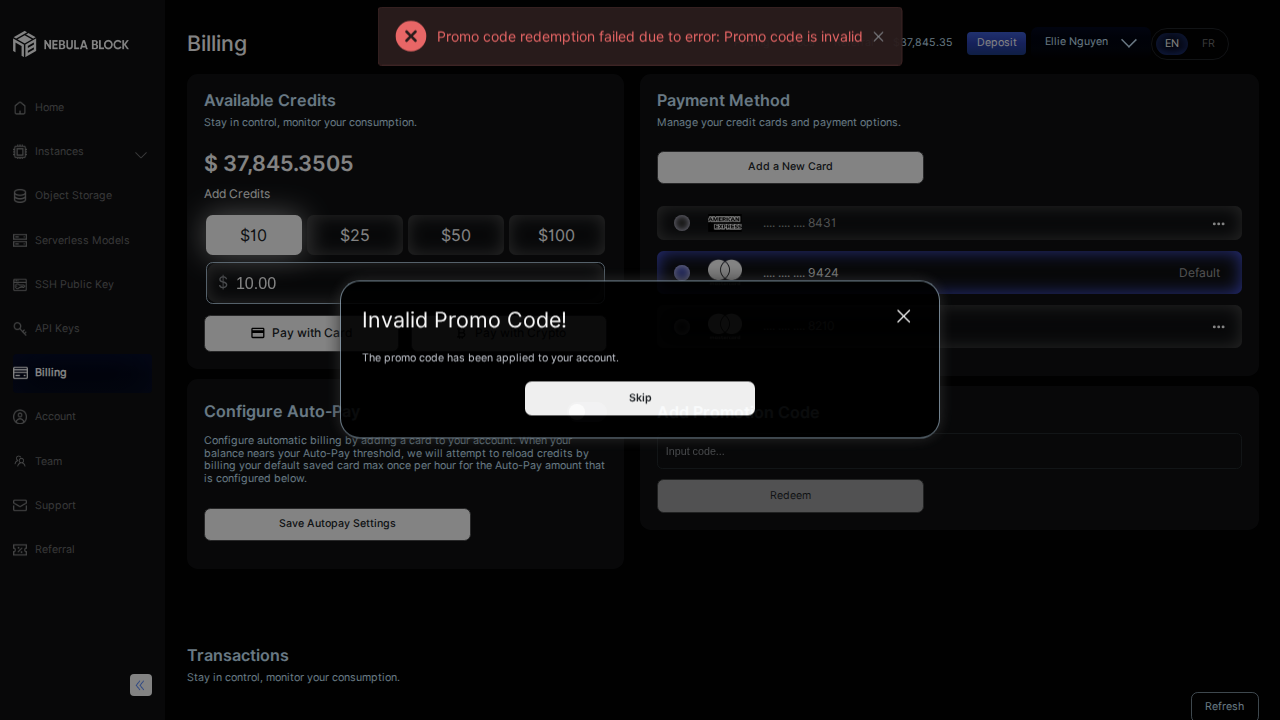 NEBULA BLOCK
Home
Instances
Object Storage
Serverless Models
SSH Public Key
API Keys
Billing
Account
Team
Support
Referral
Billing
Promo code redemption failed due to error: Promo code is invalid
37,845.35
Deposit
Ellie Nguyen
EN
FR
Available Credits
Stay in control, monitor your consumption.
$ 37,845.3505
Add Credits
$10
$25
$50
$100
$ 10.00
Pay with Card
Payment Method
Manage your credit cards and payment options.
Add a New Card
AMERICAN EXPRESS
.... .... .... 8431
.... .... .... 9424
Default
Invalid Promo Code!
The promo code has been applied to your account.
Skip
Configure Auto-Pay
Configure automatic billing by adding a card to your account. When your
balance nears your Auto-Pay threshold, we will attempt to reload credits by
billing your default saved card max once per hour for the Auto-Pay amount that
is configured below.
Save Autopay Settings
Add Promotion Code
Input code...
Redeem
Transactions
Stay in control, monitor your consumption.
Refresh